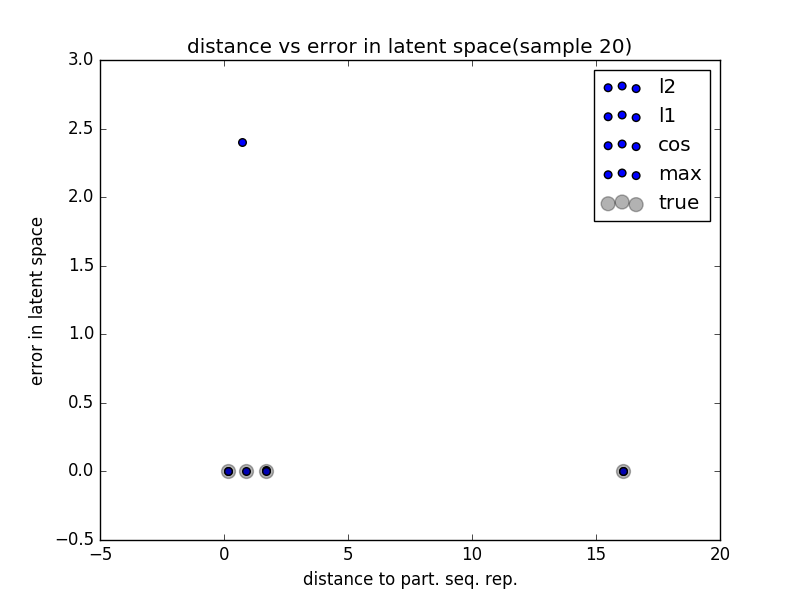 distance vs error in latent space(sample 20)
3.0
2.5
2.0
1.5
1.0
0.5
0.0
−0.5
error in latent space
l2
l1
cos
max
true
−5
0
5
10
15
20
distance to part. seq. rep.